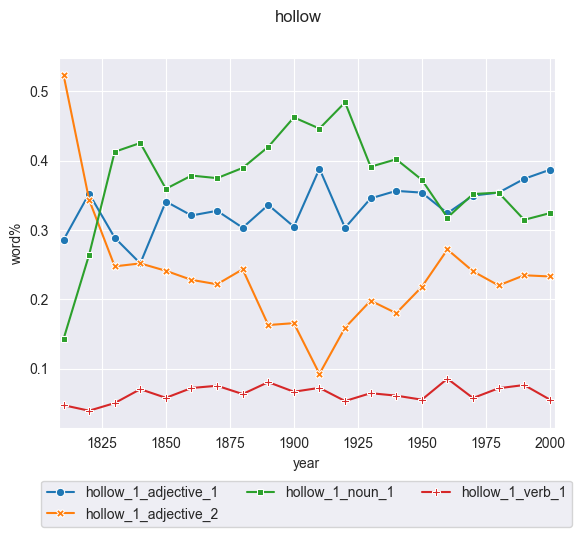 hollow
word%
0.5
0.4
0.3
0.2
0.1
1825 1850 1875 1900 1925 1950 1975 2000
year
hollow_1_adjective_1 hollow_1_noun_1 hollow_1_verb_1
hollow_1_adjective_2